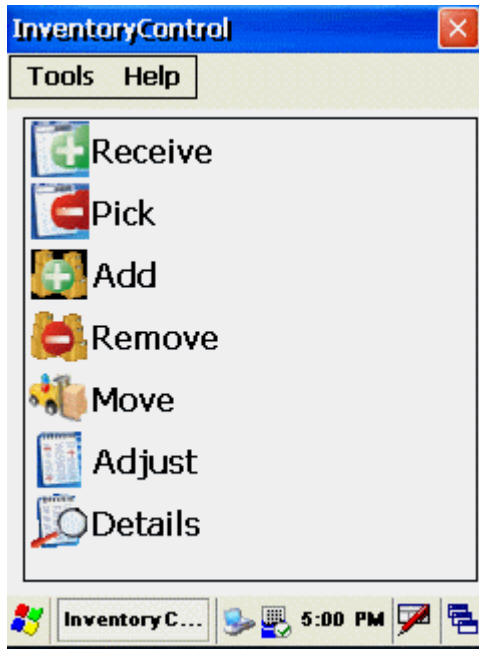 InventoryControl
Tools Help
Receive
Pick
Add
Remove
Move
Adjust
Details
Inventory C... 5:00 PM